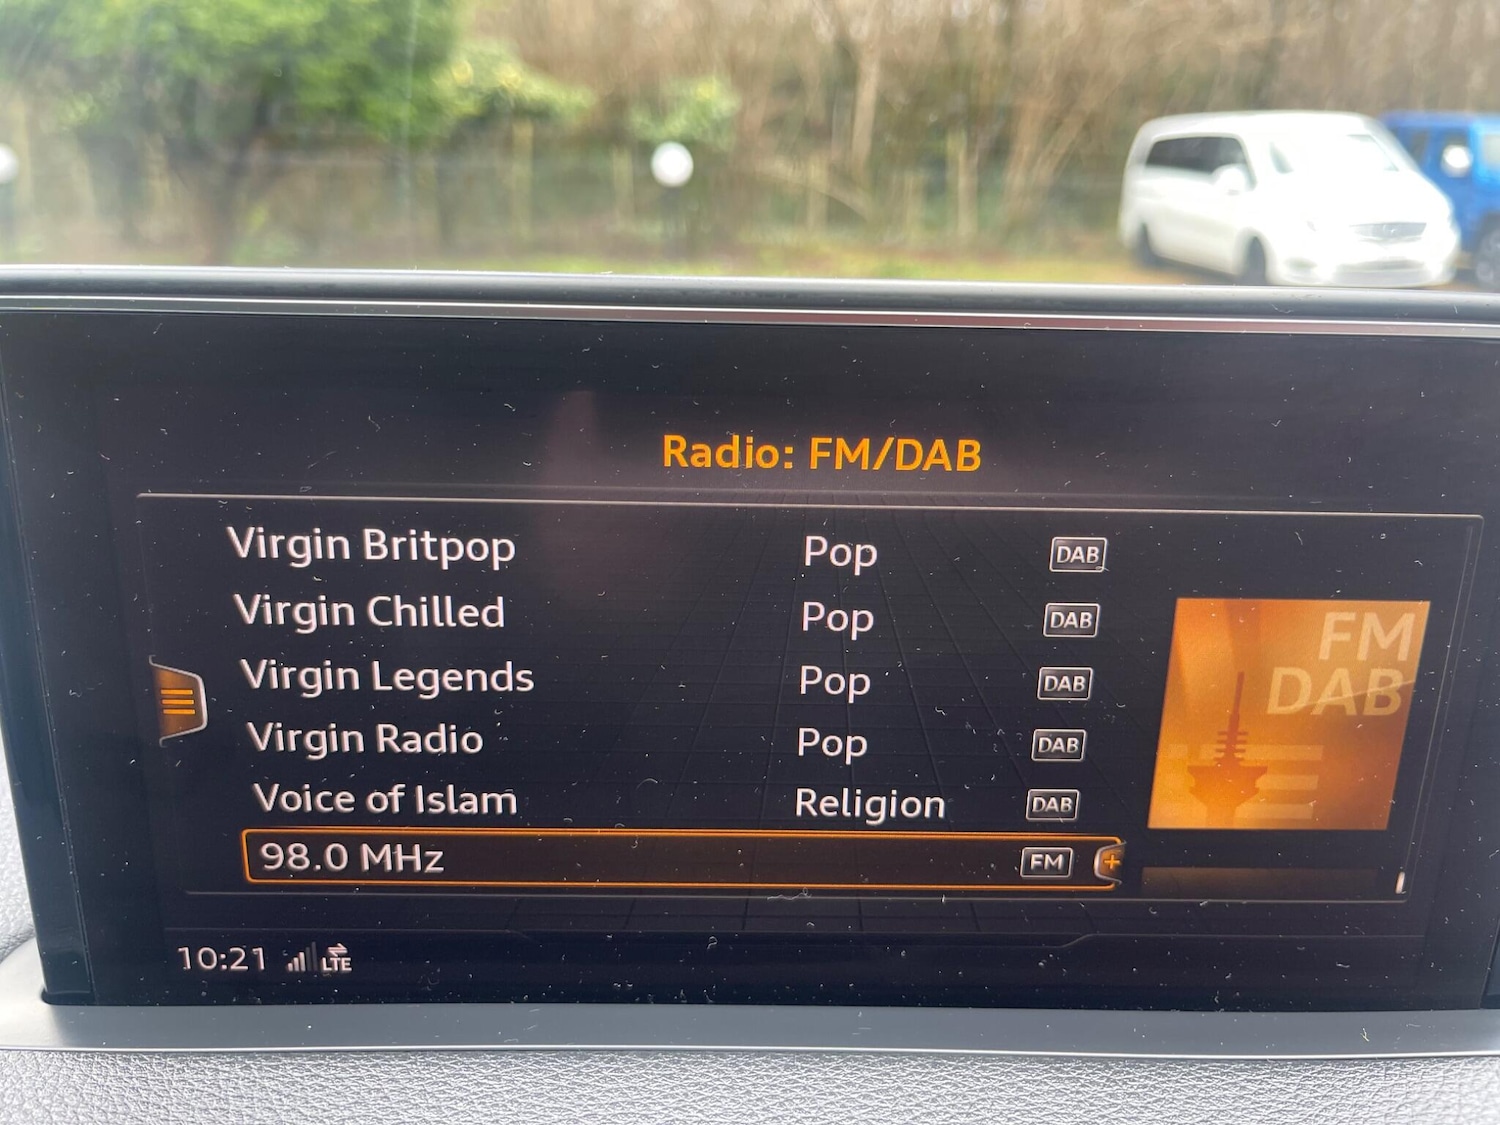 Radio: FM/DAB
Virgin Britpop Pop DAB
Virgin Chilled Pop DAB
Virgin Legends Pop DAB
Virgin Radio Pop DAB
Voice of Islam Religion DAB
98.0 MHz FM +
FM
DAB
10:21 LTE